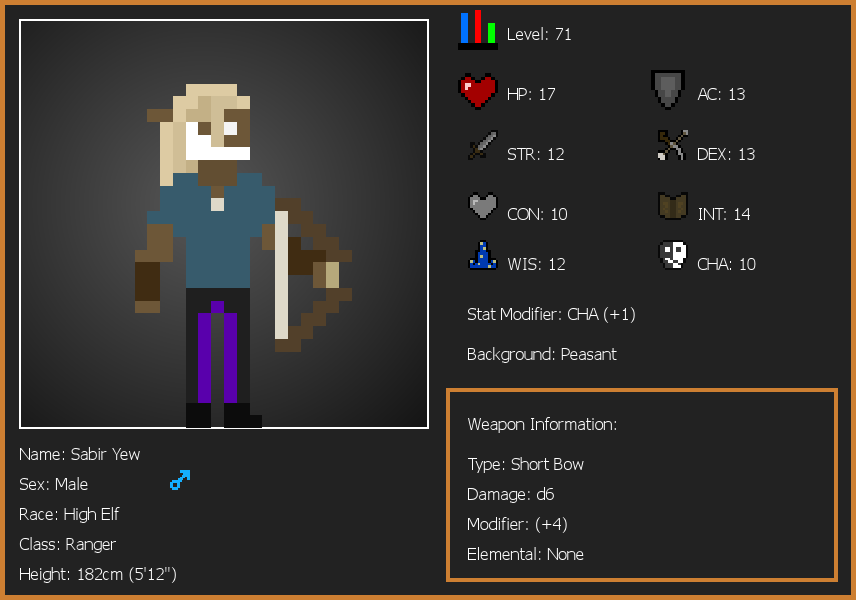 Level: 71
HP: 17
AC: 13
STR: 12
DEX: 13
CON: 10
INT: 14
WIS: 12
CHA: 10
Stat Modifier: CHA (+1)
Background: Peasant
Weapon Information:
Type: Short Bow
Damage: d6
Modifier: (+4)
Elemental: None
Name: Sabir Yew
Sex: Male
Race: High Elf
Class: Ranger
Height: 182cm (5'12")